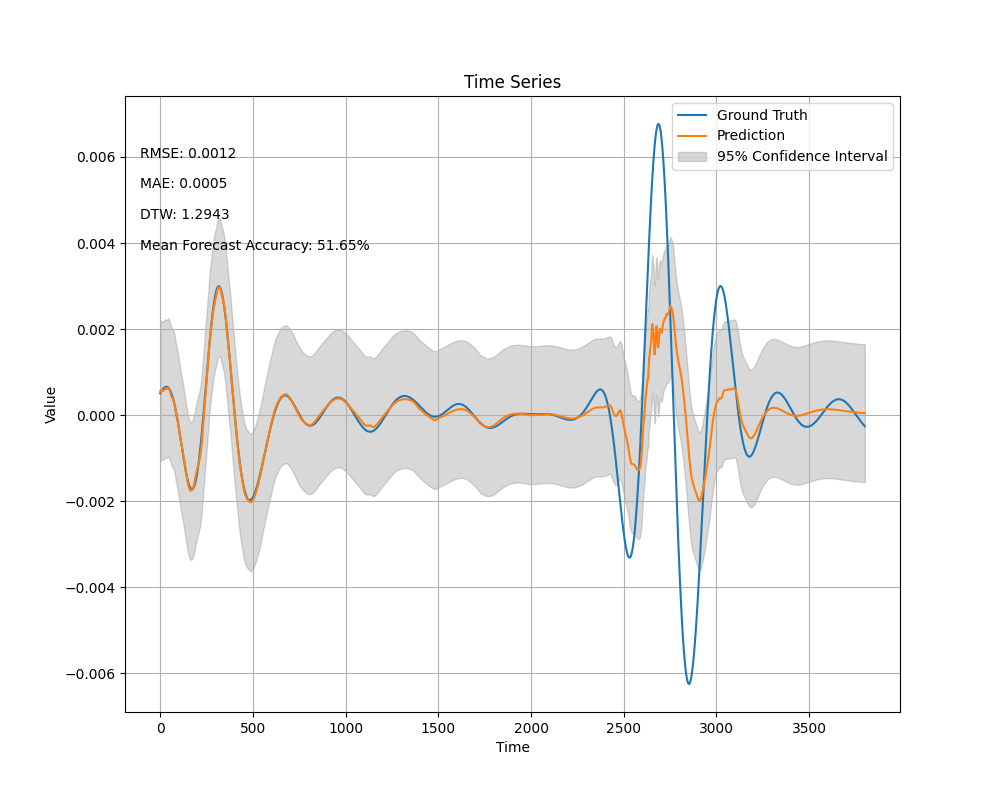 Time Series
Ground Truth
Prediction
95% Confidence Interval
RMSE: 0.0012
MAE: 0.0005
DTW: 1.2943
Mean Forecast Accuracy: 51.65%
0.006
0.004
0.002
0.000
−0.002
−0.004
−0.006
Value
0 500 1000 1500 2000 2500 3000 3500
Time